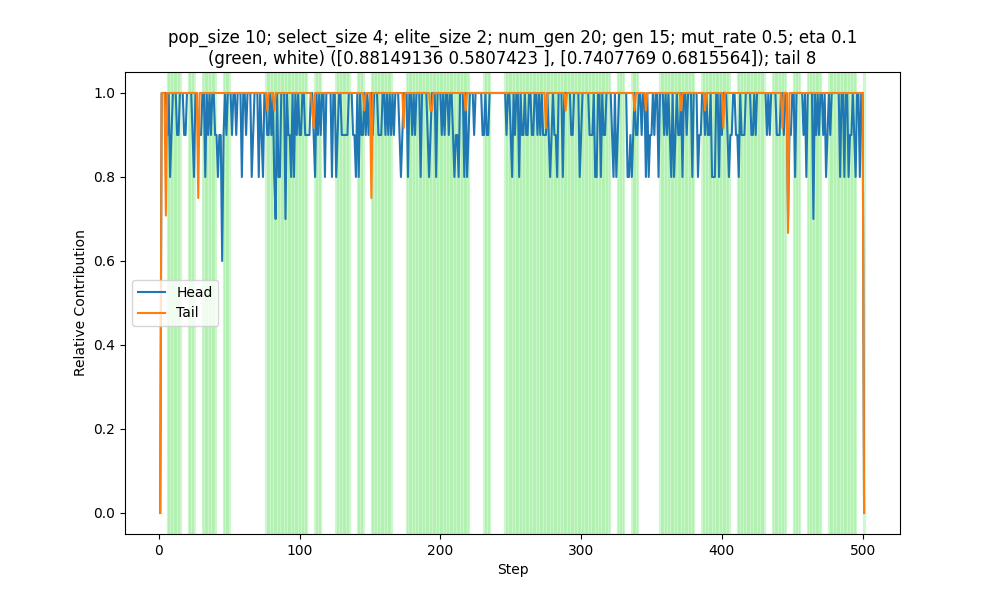 pop_size 10; select_size 4; elite_size 2; num_gen 20; gen 15; mut_rate 0.5; eta 0.1
(green, white) ([0.88149136 0.5807423 ], [0.7407769 0.6815564]); tail 8
1.0
0.8
0.6
0.4
0.2
0.0
Relative Contribution
Head
Tail
0 100 200 300 400 500
Step